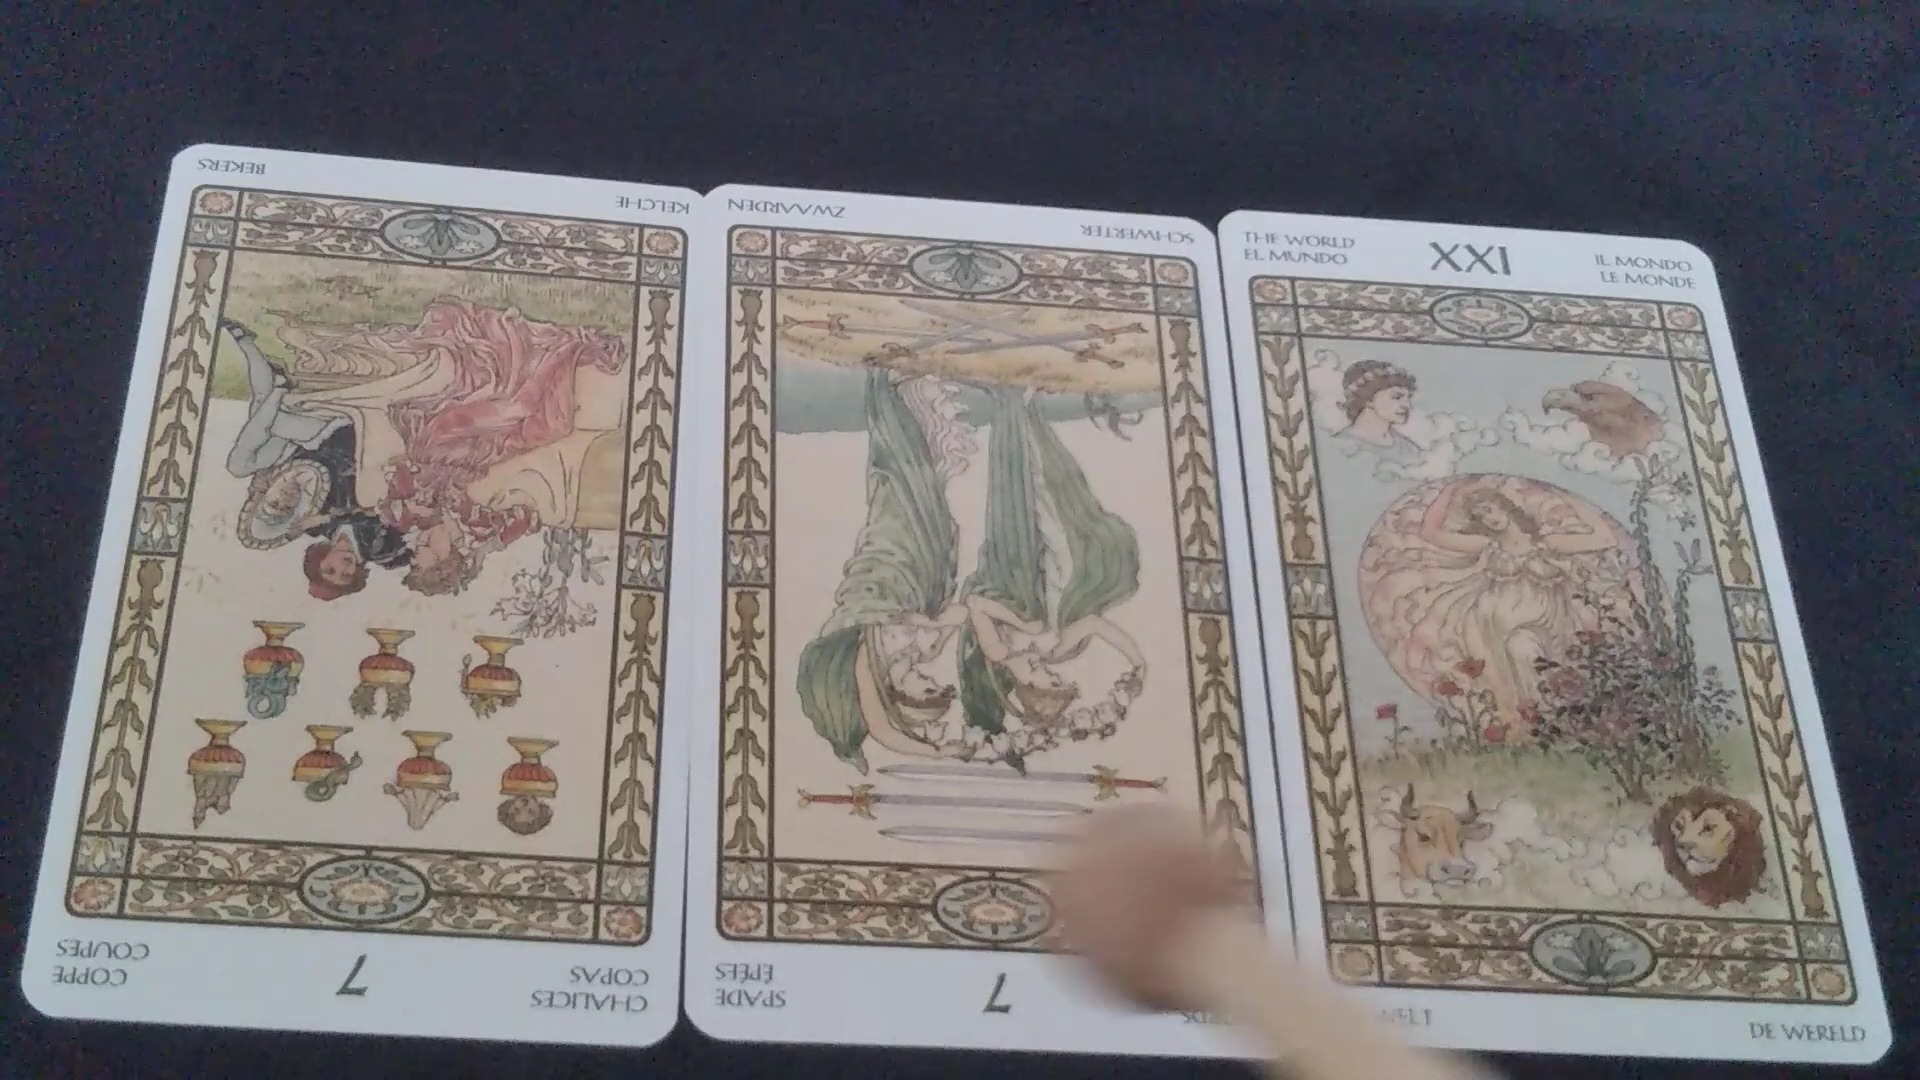 BEKERS
KELCHE
COPPE
COUPES
7
CHALICES
COPAS
ZWAARDEN
SCHWERTER
SPADE
ÉPÉES
7
THE WORLD
EL MUNDO
XXI
IL MONDO
LE MONDE
DE WERELD